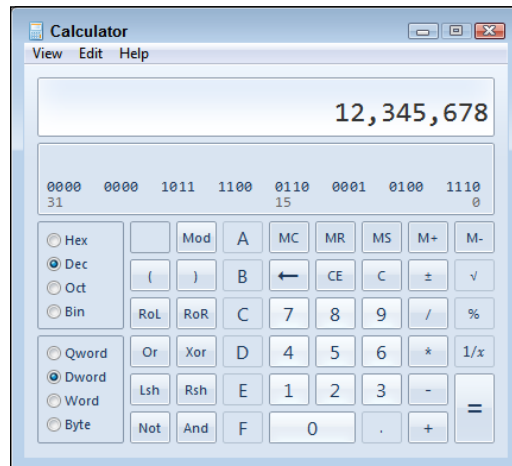 Calculator
View Edit Help
12,345,678
0000 0000 1011 1100 0110 0001 0100 1110
31 15 0
Hex Mod A MC MR MS M+ M-
Dec ( ) B ← CE C ± √
Oct
Bin RoL RoR C 7 8 9 / %
Qword Or Xor D 4 5 6 * 1/x
Dword
Word Lsh Rsh E 1 2 3 - =
Byte Not And F 0 . +